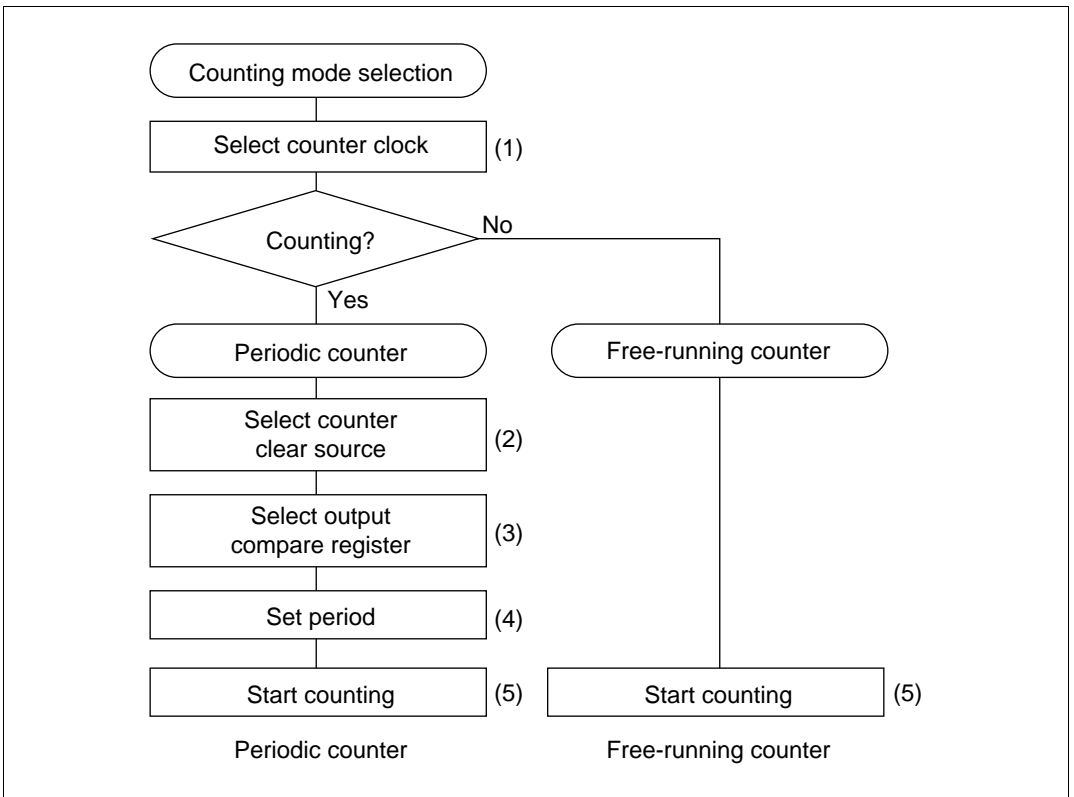 Counting mode selection
Select counter clock
(1)
Counting?
No
Yes
Periodic counter
Free-running counter
Select counter
clear source
(2)
Select output
compare register
(3)
Set period
(4)
Start counting
(5)
Start counting
(5)
Periodic counter
Free-running counter